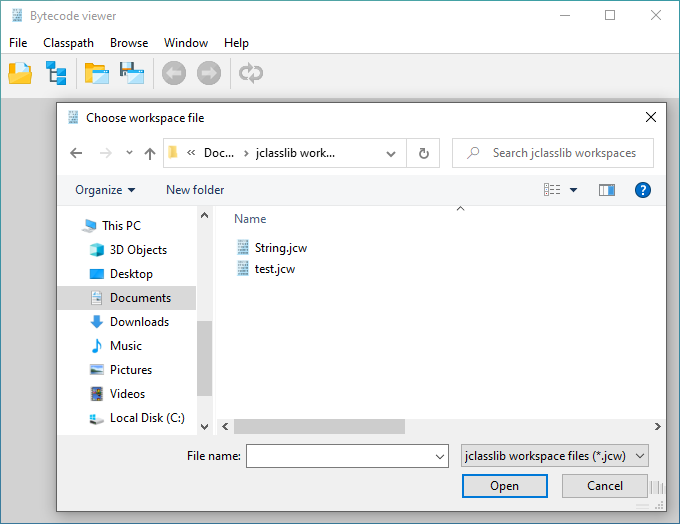 Bytecode viewer
File Classpath Browse Window Help
Choose workspace file
« Doc... jclasslib work... Search jclasslib workspaces
Organize New folder
This PC
3D Objects
Desktop
Documents
Downloads
Music
Pictures
Videos
Local Disk (C:)
Name
String.jcw
test.jcw
File name: jclasslib workspace files (*.jcw)
Open Cancel